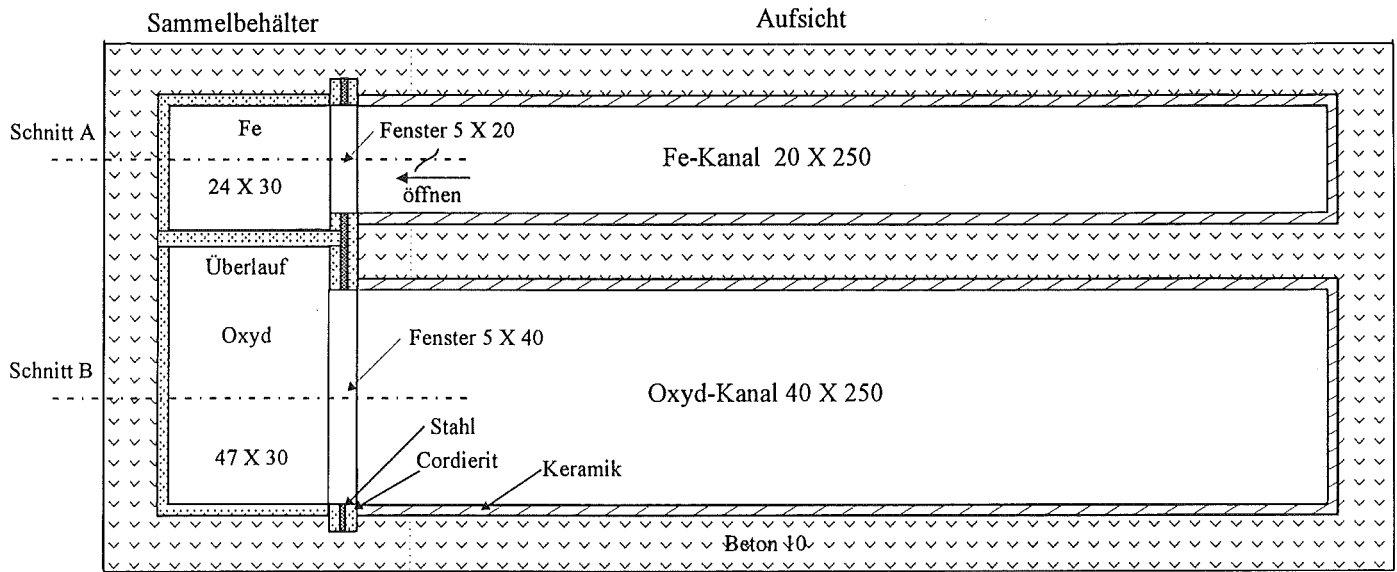 Sammelbehälter
Aufsicht
Schnitt A
Fe
24 X 30
Fenster 5 X 20
öffnen
Fe-Kanal 20 X 250
Überlauf
Oxyd
Schnitt B
47 X 30
Fenster 5 X 40
Oxyd-Kanal 40 X 250
Stahl
Cordierit
Keramik
Beton 10